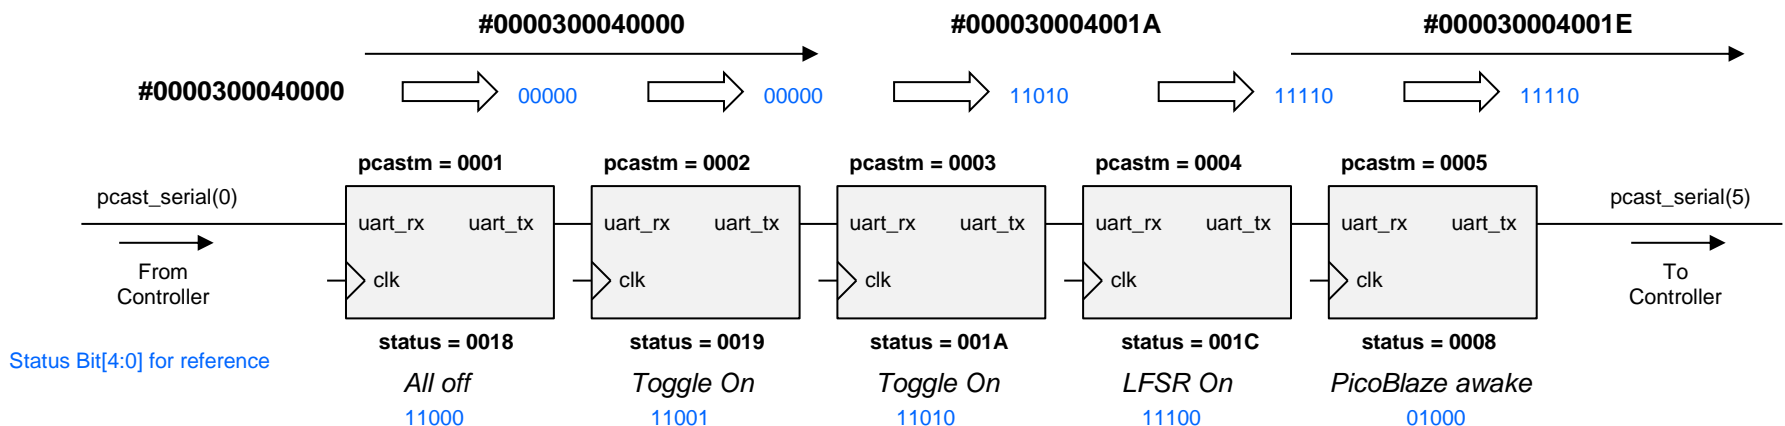 #0000300040000 #000030004001A #000030004001E
#0000300040000 00000 00000 11010 11110 11110
pcastm = 0001 pcastm = 0002 pcastm = 0003 pcastm = 0004 pcastm = 0005
pcast_serial(0) pcast_serial(5)
uart_rx uart_tx uart_rx uart_tx uart_rx uart_tx uart_rx uart_tx uart_rx uart_tx
From
Controller
clk clk clk clk clk
To
Controller
status = 0018 status = 0019 status = 001A status = 001C status = 0008
Status Bit[4:0] for reference
All off Toggle On Toggle On LFSR On PicoBlaze awake
11000 11001 11010 11100 01000